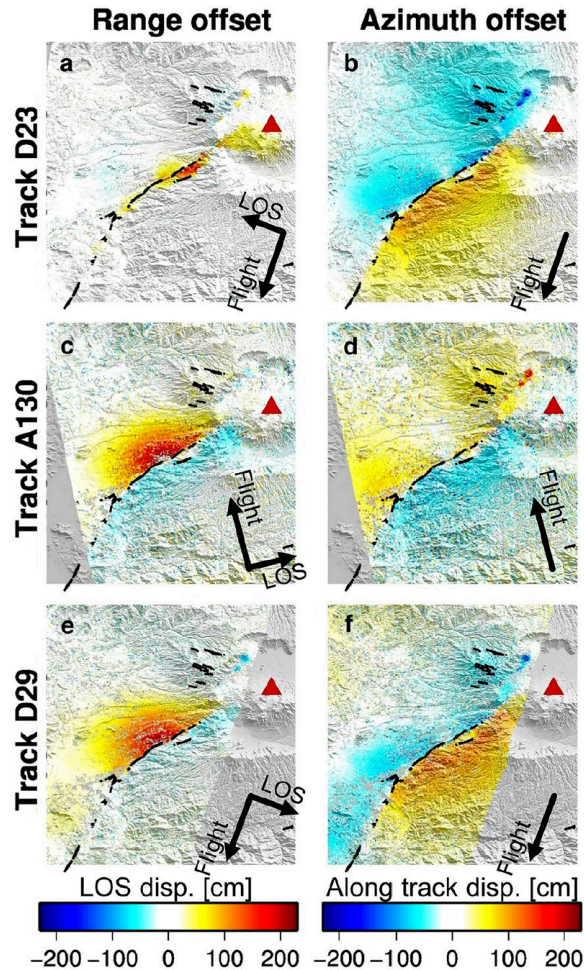 Range offset Azimuth offset
Track D23
a
b
LOS
Flight
Flight
Track A130
c
d
Flight
LOS
Flight
Track D29
e
f
LOS
Flight
Flight
LOS disp. [cm] Along track disp. [cm]
−200 −100 0 100 200 −200 −100 0 100 200